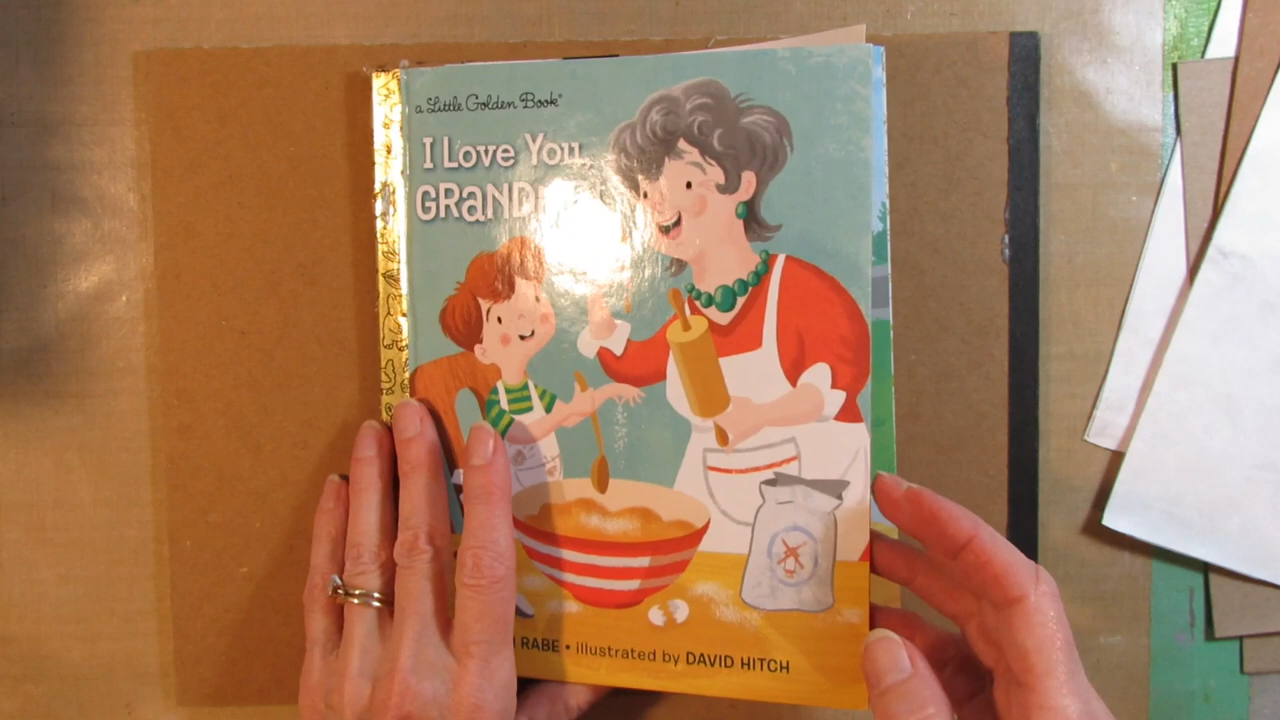 a Little Golden Book®
I Love You
RABE • illustrated by DAVID HITCH